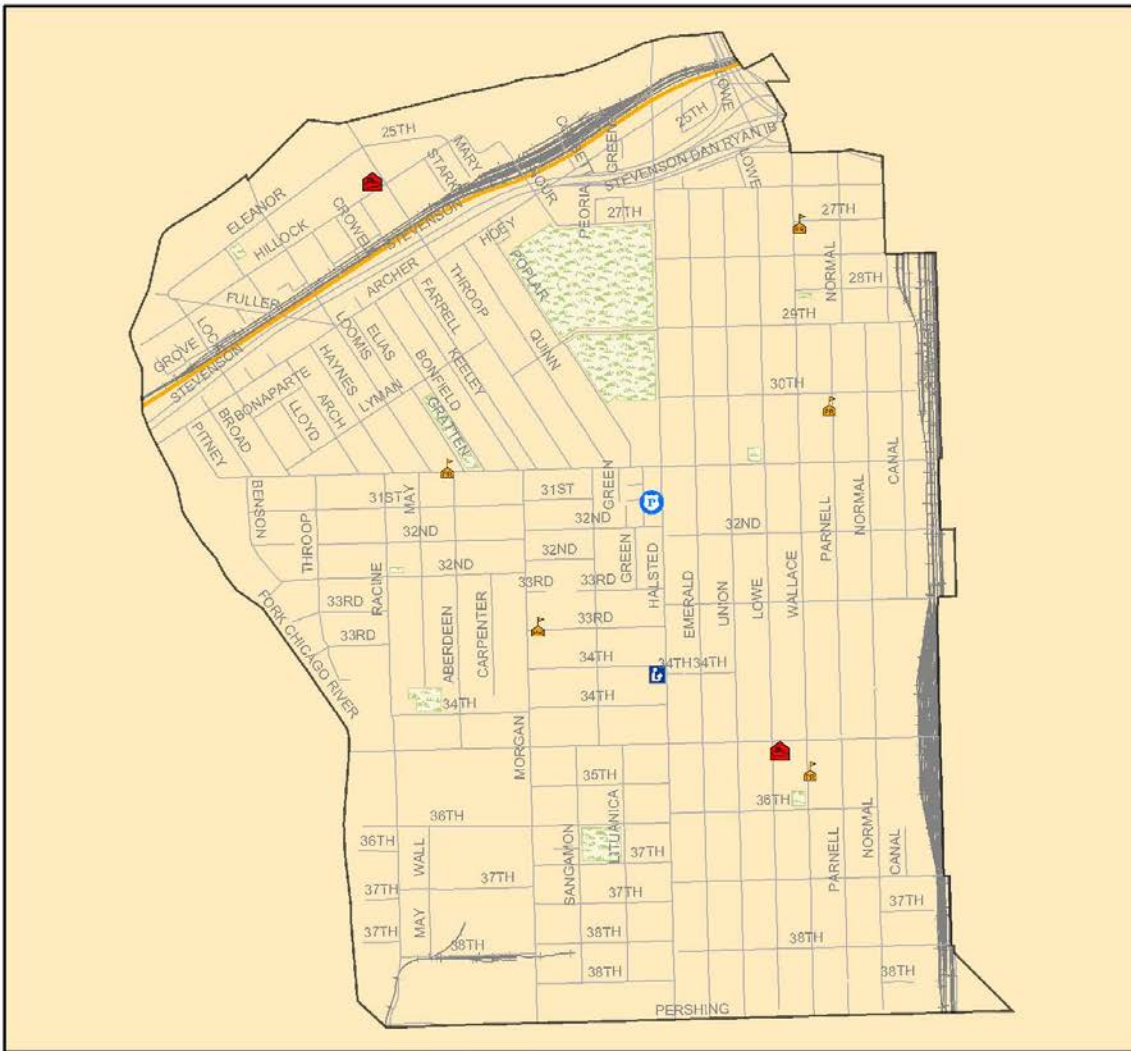 25TH
MARY
STARK
ELEANOR
HILLOCK
CROWELL
STEVENSON
GREEN
25TH
LOWE
STEVENSON DAN RYAN IB
LOWE
PEORIA
27TH
27TH
HOEY
POPLAR
ARCHER
THROOP
FARRELL
NORMAL
28TH
29TH
FULLER
LOOMIS
ELIAS
BONFIELD
KEELEY
QUINN
GROVE
STEVENSON
HAYNES
30TH
BONAPARTE
LYMAN
ARCH
LLOYD
GRATTEN
BROAD
PITNEY
CANAL
BENSON
31ST
MAY
31ST
GREEN
32ND
32ND
32ND
PARNELL
NORMAL
THROOP
32ND
32ND
GREEN
HALSTED
RACINE
33RD
33RD
EMERALD
UNION
LOWE
WALLACE
FORK CHICAGO RIVER
33RD
33RD
33RD
ABERDEEN
CARPENTER
34TH
34TH
34TH
34TH
34TH
MORGAN
35TH
36TH
36TH
36TH
WALL
SANGAMON
LITUANICA
37TH
PARNELL
NORMAL
CANAL
37TH
37TH
37TH
37TH
37TH
MAY
38TH
38TH
38TH
38TH
38TH
PERSHING